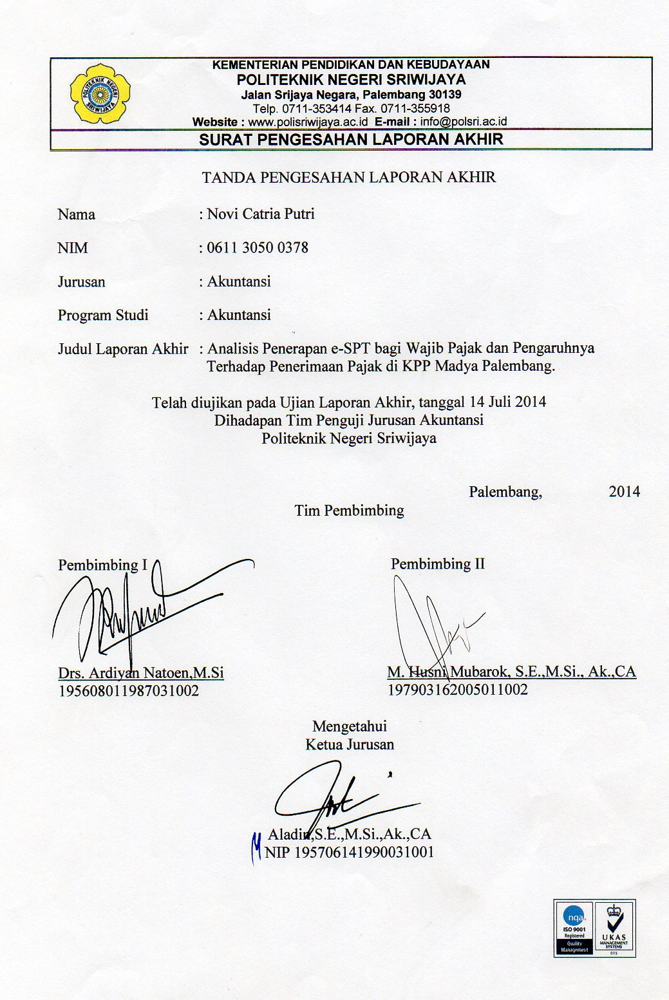 KEMENTERIAN PENDIDIKAN DAN KEBUDAYAAN
POLITEKNIK NEGERI SRIWIJAYA
Jalan Srijaya Negara, Palembang 30139
Telp. 0711-353414 Fax. 0711-355918
Website : www.polisriwijaya.ac.id E-mail : info@polsri.ac.id
POLITEKNIK NEGERI
SRIWIJAYA
SURAT PENGESAHAN LAPORAN AKHIR
TANDA PENGESAHAN LAPORAN AKHIR
Nama : Novi Catria Putri
NIM : 0611 3050 0378
Jurusan : Akuntansi
Program Studi : Akuntansi
Judul Laporan Akhir : Analisis Penerapan e-SPT bagi Wajib Pajak dan Pengaruhnya
Terhadap Penerimaan Pajak di KPP Madya Palembang.
Telah diujikan pada Ujian Laporan Akhir, tanggal 14 Juli 2014
Dihadapan Tim Penguji Jurusan Akuntansi
Politeknik Negeri Sriwijaya
Palembang, 2014
Tim Pembimbing
Pembimbing I Pembimbing II
Drs. Ardiyan Natoen,M.Si M. Husni Mubarok, S.E.,M.Si., Ak.,CA
195608011987031002 197903162005011002
Mengetahui
Ketua Jurusan
Aladin,S.E.,M.Si.,Ak.,CA
NIP 195706141990031001
nqa.
ISO 9001
Registered
Quality
Management
UKAS
MANAGEMENT
SYSTEMS
015